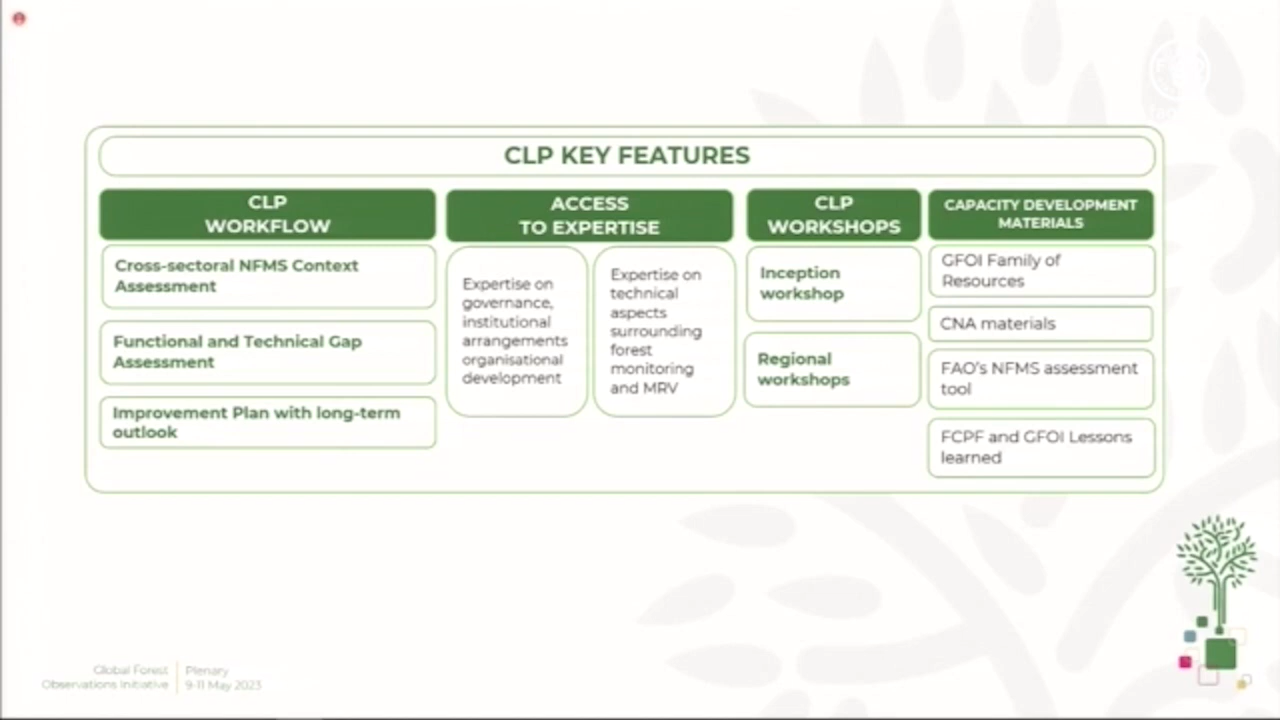 CLP KEY FEATURES
CLP
WORKFLOW
Cross-sectoral NFMS Context
Assessment
Functional and Technical Gap
Assessment
Improvement Plan with long-term
outlook
ACCESS
TO EXPERTISE
Expertise on
governance,
institutional
arrangements
organisational
development
Expertise on
technical
aspects
surrounding
forest
monitoring
and MRV
CLP
WORKSHOPS
Inception
workshop
Regional
workshops
CAPACITY DEVELOPMENT
MATERIALS
GFOI Family of
Resources
CNA materials
FAO's NFMS assessment
tool
FCPF and GFOI Lessons
learned
Global Forest
Observations Initiative
Plenary
9-11 May 2023